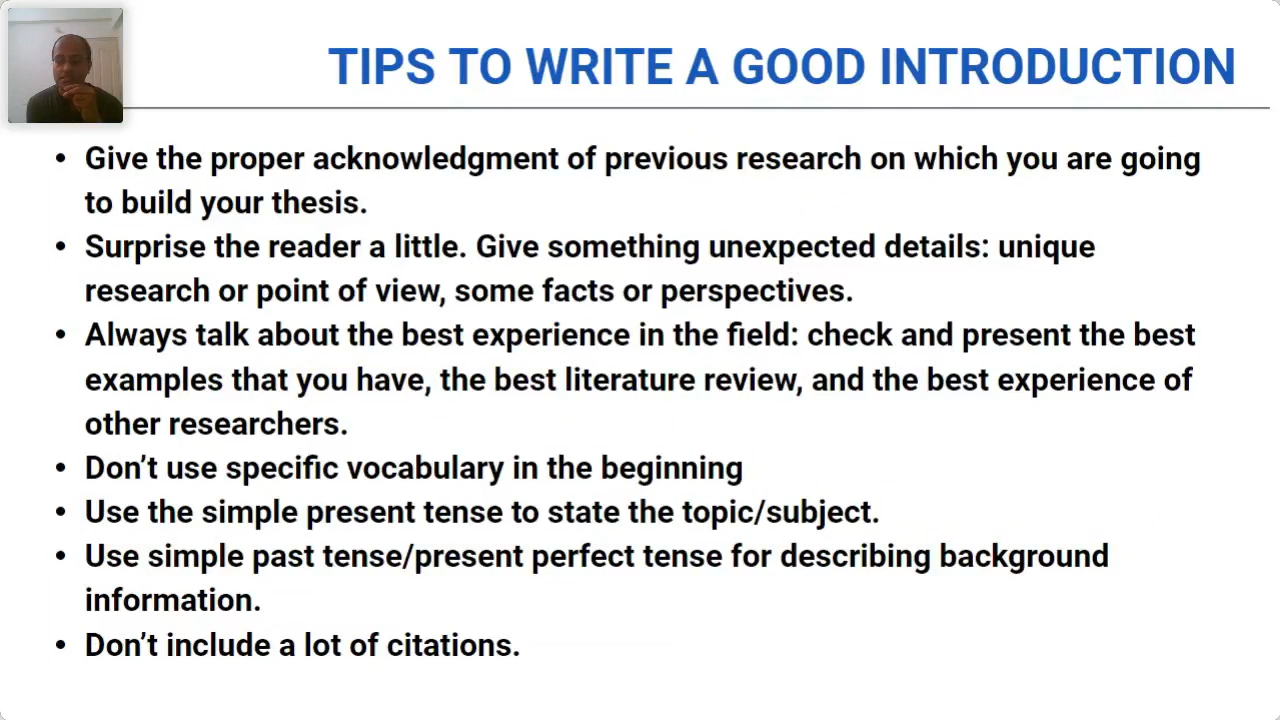 TIPS TO WRITE A GOOD INTRODUCTION
• Give the proper acknowledgment of previous research on which you are going
to build your thesis.
• Surprise the reader a little. Give something unexpected details: unique
research or point of view, some facts or perspectives.
• Always talk about the best experience in the field: check and present the best
examples that you have, the best literature review, and the best experience of
other researchers.
• Don’t use specific vocabulary in the beginning
• Use the simple present tense to state the topic/subject.
• Use simple past tense/present perfect tense for describing background
information.
• Don’t include a lot of citations.